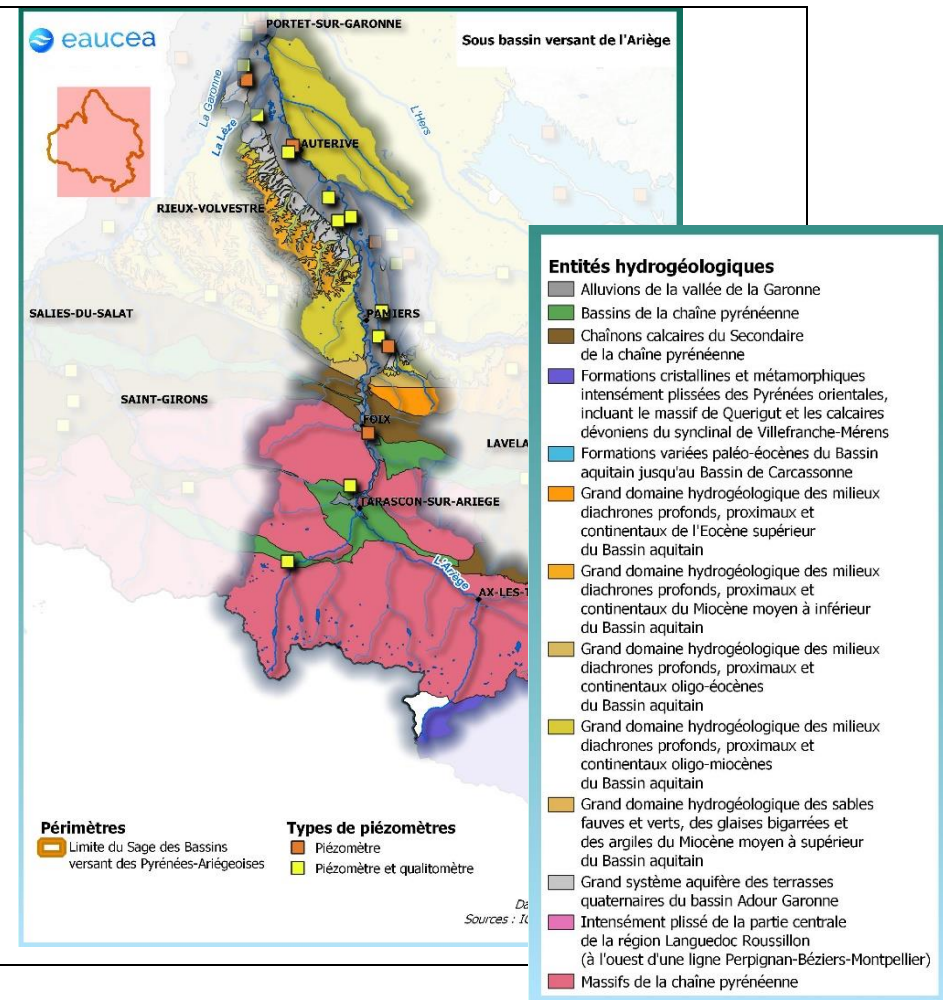 eaucea
PORTET-SUR-GARONNE
Sous bassin versant de l'Ariège
La Garonne
La Lèze
L'Hers
AUTERIVE
RIEUX-VOLVESTRE
SALIES-DU-SALAT
PAMIERS
SAINT-GIRONS
FOIX
LAVELA
TARASCON-SUR-ARIEGE
L'Ariège
AX-LES-T
Périmètres
Limite du Sage des Bassins
versant des Pyrénées-Ariégeoises
Types de piézomètres
Piézomètre
Piézomètre et qualitomètre
Da
Sources : IG
Entités hydrogéologiques
Alluvions de la vallée de la Garonne
Bassins de la chaîne pyrénéenne
Chaînons calcaires du Secondaire
de la chaîne pyrénéenne
Formations cristallines et métamorphiques
intensément plissées des Pyrénées orientales,
incluant le massif de Querigut et les calcaires
dévoniens du synclinal de Villefranche-Mérens
Formations variées paléo-éocènes du Bassin
aquitain jusqu'au Bassin de Carcassonne
Grand domaine hydrogéologique des milieux
diachrones profonds, proximaux et
continentaux de l'Eocène supérieur
du Bassin aquitain
Grand domaine hydrogéologique des milieux
diachrones profonds, proximaux et
continentaux du Miocène moyen à inférieur
du Bassin aquitain
Grand domaine hydrogéologique des milieux
diachrones profonds, proximaux et
continentaux oligo-éocènes
du Bassin aquitain
Grand domaine hydrogéologique des milieux
diachrones profonds, proximaux et
continentaux oligo-miocènes
du Bassin aquitain
Grand domaine hydrogéologique des sables
fauves et verts, des glaises bigarrées et
des argiles du Miocène moyen à supérieur
du Bassin aquitain
Grand système aquifère des terrasses
quaternaires du bassin Adour Garonne
Intensément plissé de la partie centrale
de la région Languedoc Roussillon
(à l'ouest d'une ligne Perpignan-Béziers-Montpellier)
Massifs de la chaîne pyrénéenne